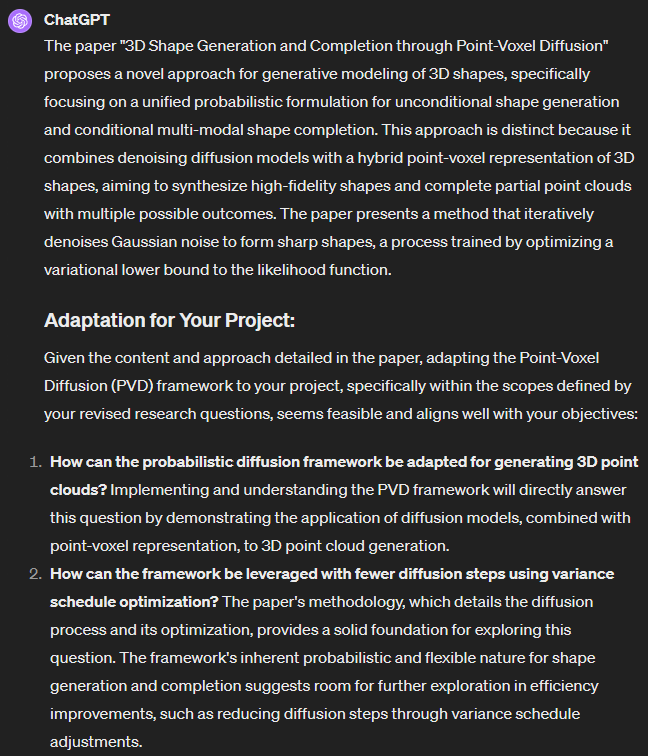 ChatGPT
The paper "3D Shape Generation and Completion through Point-Voxel Diffusion"
proposes a novel approach for generative modeling of 3D shapes, specifically
focusing on a unified probabilistic formulation for unconditional shape generation
and conditional multi-modal shape completion. This approach is distinct because it
combines denoising diffusion models with a hybrid point-voxel representation of 3D
shapes, aiming to synthesize high-fidelity shapes and complete partial point clouds
with multiple possible outcomes. The paper presents a method that iteratively
denoises Gaussian noise to form sharp shapes, a process trained by optimizing a
variational lower bound to the likelihood function.
Adaptation for Your Project:
Given the content and approach detailed in the paper, adapting the Point-Voxel
Diffusion (PVD) framework to your project, specifically within the scopes defined by
your revised research questions, seems feasible and aligns well with your objectives:
1. How can the probabilistic diffusion framework be adapted for generating 3D point
clouds? Implementing and understanding the PVD framework will directly answer
this question by demonstrating the application of diffusion models, combined with
point-voxel representation, to 3D point cloud generation.
2. How can the framework be leveraged with fewer diffusion steps using variance
schedule optimization? The paper's methodology, which details the diffusion
process and its optimization, provides a solid foundation for exploring this
question. The framework's inherent probabilistic and flexible nature for shape
generation and completion suggests room for further exploration in efficiency
improvements, such as reducing diffusion steps through variance schedule
adjustments.